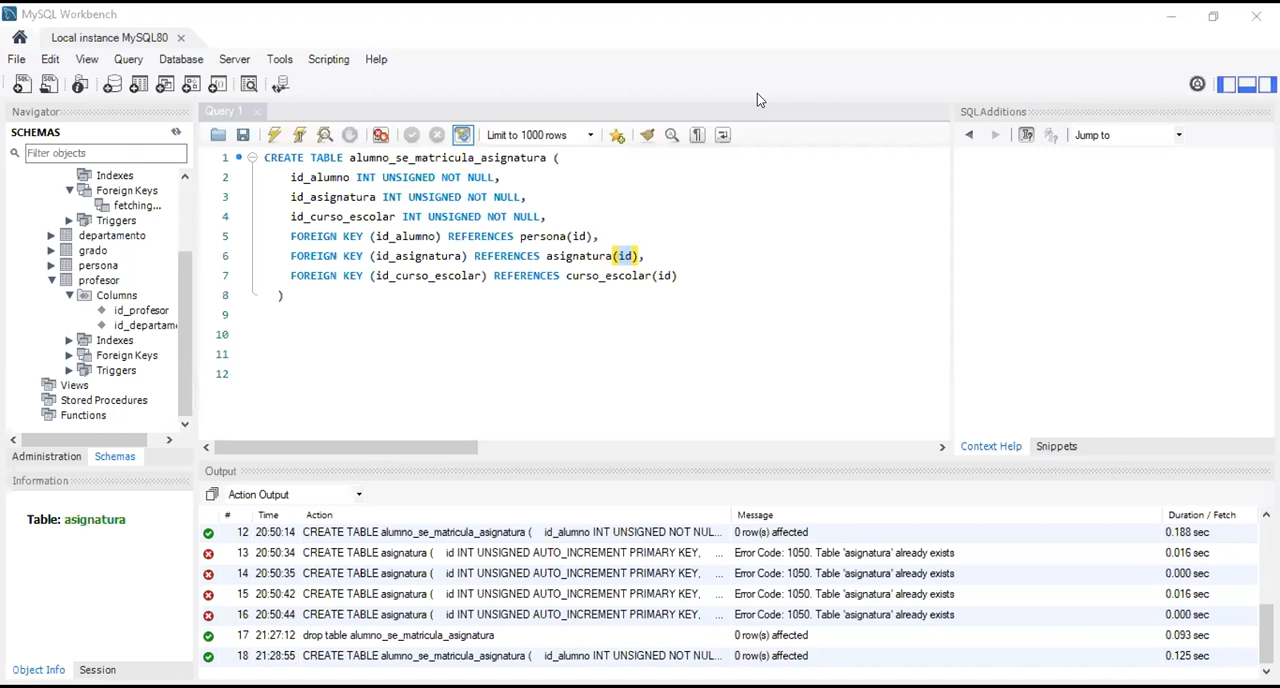 MySQL Workbench
Local instance MySQL80
File Edit View Query Database Server Tools Scripting Help
Navigator
SCHEMAS
Filter objects
Indexes
Foreign Keys
fetching...
Triggers
departamento
grado
persona
profesor
Columns
id_profesor
id_departam
Indexes
Foreign Keys
Triggers
Views
Stored Procedures
Functions
Administration Schemas
Information
Table: asignatura
Object Info Session
Query 1
Limit to 1000 rows
1 CREATE TABLE alumno_se_matricula_asignatura (
2 id_alumno INT UNSIGNED NOT NULL,
3 id_asignatura INT UNSIGNED NOT NULL,
4 id_curso_escolar INT UNSIGNED NOT NULL,
5 FOREIGN KEY (id_alumno) REFERENCES persona(id),
6 FOREIGN KEY (id_asignatura) REFERENCES asignatura(id),
7 FOREIGN KEY (id_curso_escolar) REFERENCES curso_escolar(id)
8 )
9
10
11
12
SQLAdditions
Jump to
Context Help Snippets
Output
Action Output
# Time Action Message Duration / Fetch
12 20:50:14 CREATE TABLE alumno_se_matricula_asignatura ( id_alumno INT UNSIGNED NOT NUL... 0 row(s) affected 0.188 sec
13 20:50:34 CREATE TABLE asignatura ( id INT UNSIGNED AUTO_INCREMENT PRIMARY KEY, ... Error Code: 1050. Table 'asignatura' already exists 0.016 sec
14 20:50:35 CREATE TABLE asignatura ( id INT UNSIGNED AUTO_INCREMENT PRIMARY KEY, ... Error Code: 1050. Table 'asignatura' already exists 0.000 sec
15 20:50:42 CREATE TABLE asignatura ( id INT UNSIGNED AUTO_INCREMENT PRIMARY KEY, ... Error Code: 1050. Table 'asignatura' already exists 0.016 sec
16 20:50:44 CREATE TABLE asignatura ( id INT UNSIGNED AUTO_INCREMENT PRIMARY KEY, ... Error Code: 1050. Table 'asignatura' already exists 0.000 sec
17 21:27:12 drop table alumno_se_matricula_asignatura 0 row(s) affected 0.093 sec
18 21:28:55 CREATE TABLE alumno_se_matricula_asignatura ( id_alumno INT UNSIGNED NOT NUL... 0 row(s) affected 0.125 sec